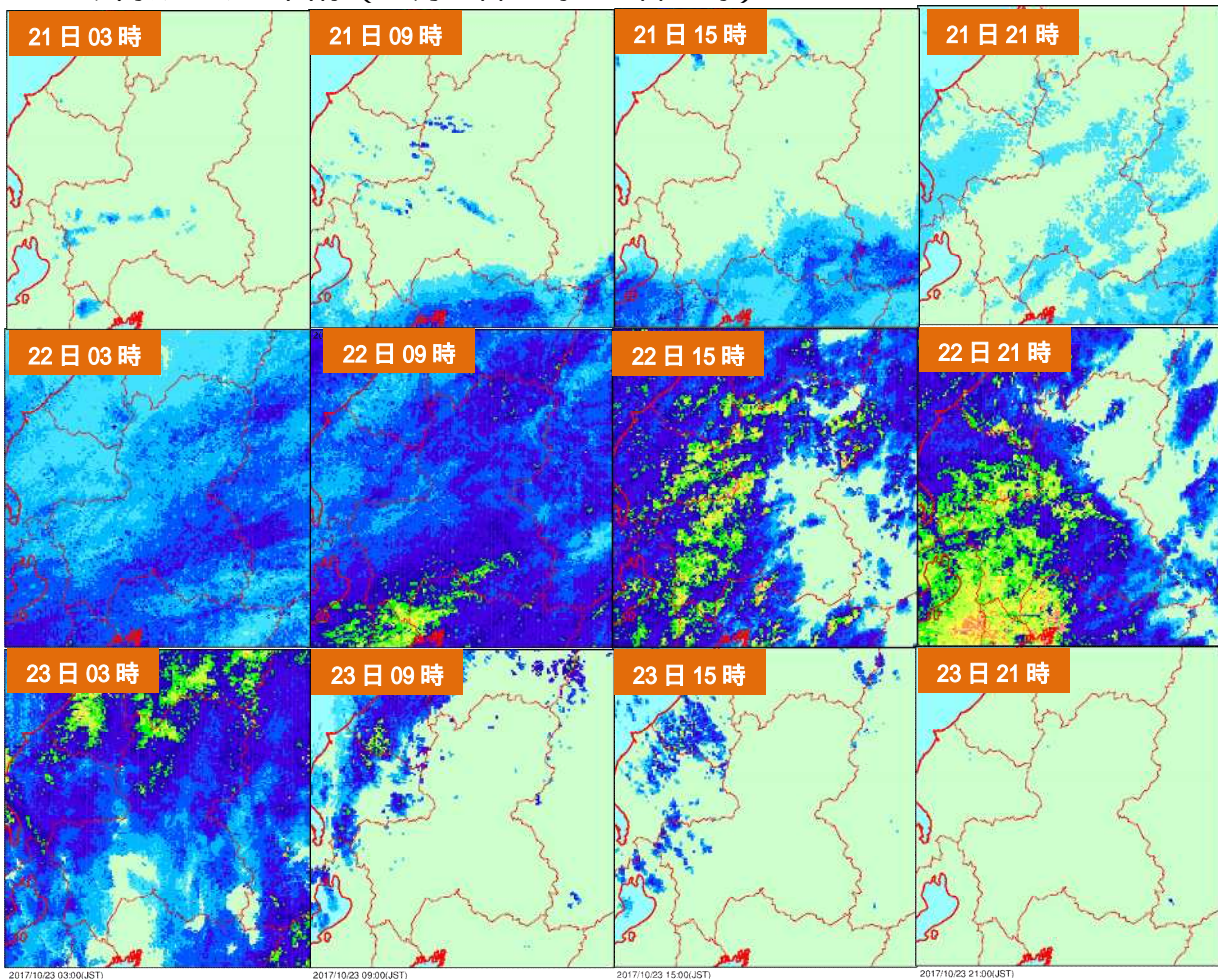 21日03時
21日09時
21日15時
21日21時
22日03時
22日09時
22日15時
22日21時
23日03時
23日09時
23日15時
23日21時
2017/10/23 03:00(JST)
2017/10/23 09:00(JST)
2017/10/23 15:00(JST)
2017/10/23 21:00(JST)